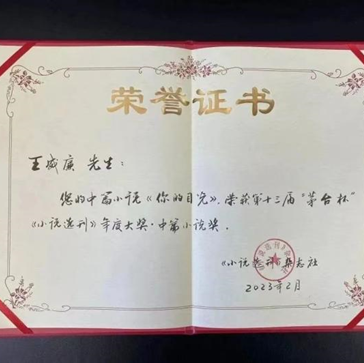 荣誉证书
王威廉 先生：
您的中篇小说《你的目光》，荣获第十三届“茅台杯”
《小说选刊》年度大奖·中篇小说奖．
《小说选刊》杂志社
2023年2月